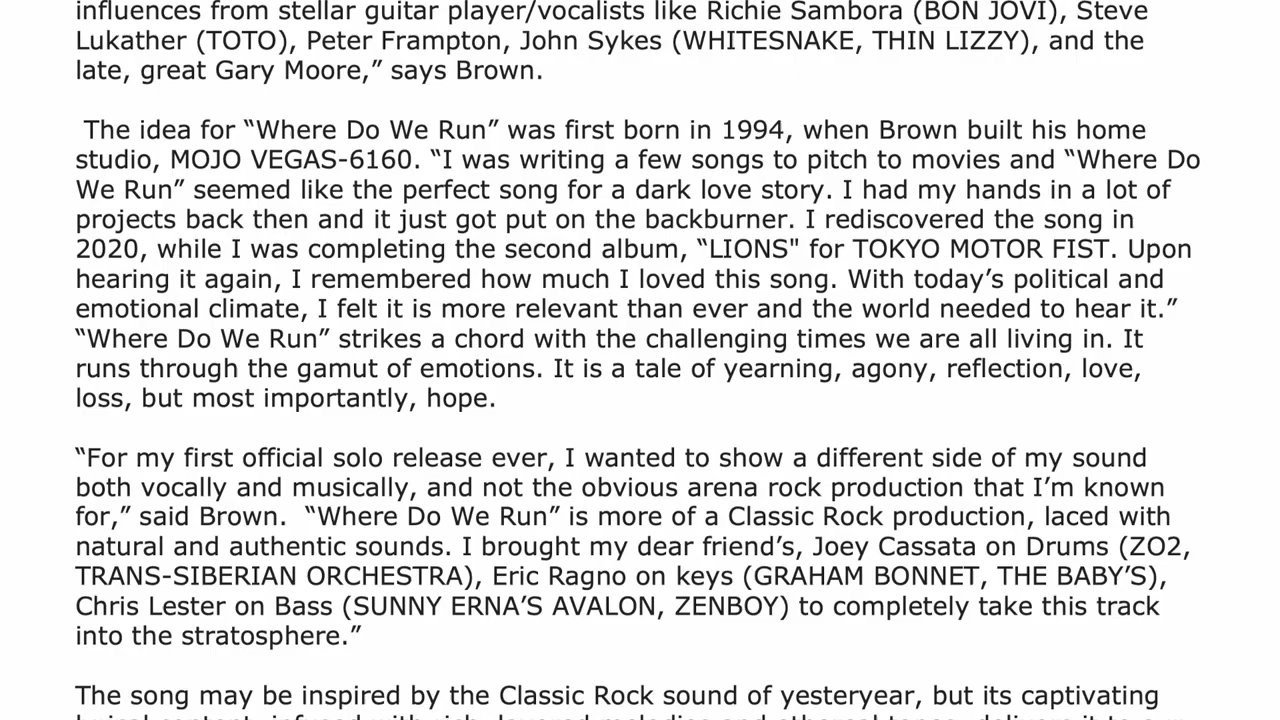 influences from stellar guitar player/vocalists like Richie Sambora (BON JOVI), Steve
Lukather (TOTO), Peter Frampton, John Sykes (WHITESNAKE, THIN LIZZY), and the
late, great Gary Moore,” says Brown.
The idea for “Where Do We Run” was first born in 1994, when Brown built his home
studio, MOJO VEGAS-6160. “I was writing a few songs to pitch to movies and “Where Do
We Run” seemed like the perfect song for a dark love story. I had my hands in a lot of
projects back then and it just got put on the backburner. I rediscovered the song in
2020, while I was completing the second album, “LIONS" for TOKYO MOTOR FIST. Upon
hearing it again, I remembered how much I loved this song. With today’s political and
emotional climate, I felt it is more relevant than ever and the world needed to hear it.”
“Where Do We Run” strikes a chord with the challenging times we are all living in. It
runs through the gamut of emotions. It is a tale of yearning, agony, reflection, love,
loss, but most importantly, hope.
“For my first official solo release ever, I wanted to show a different side of my sound
both vocally and musically, and not the obvious arena rock production that I’m known
for,” said Brown.  “Where Do We Run” is more of a Classic Rock production, laced with
natural and authentic sounds. I brought my dear friend’s, Joey Cassata on Drums (ZO2,
TRANS-SIBERIAN ORCHESTRA), Eric Ragno on keys (GRAHAM BONNET, THE BABY’S),
Chris Lester on Bass (SUNNY ERNA’S AVALON, ZENBOY) to completely take this track
into the stratosphere.”
The song may be inspired by the Classic Rock sound of yesteryear, but its captivating